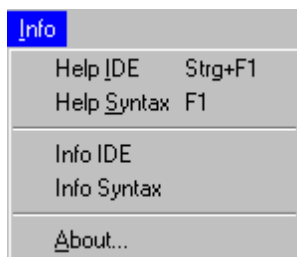 Info
Help IDE Strg+F1
Help Syntax F1
Info IDE
Info Syntax
About...